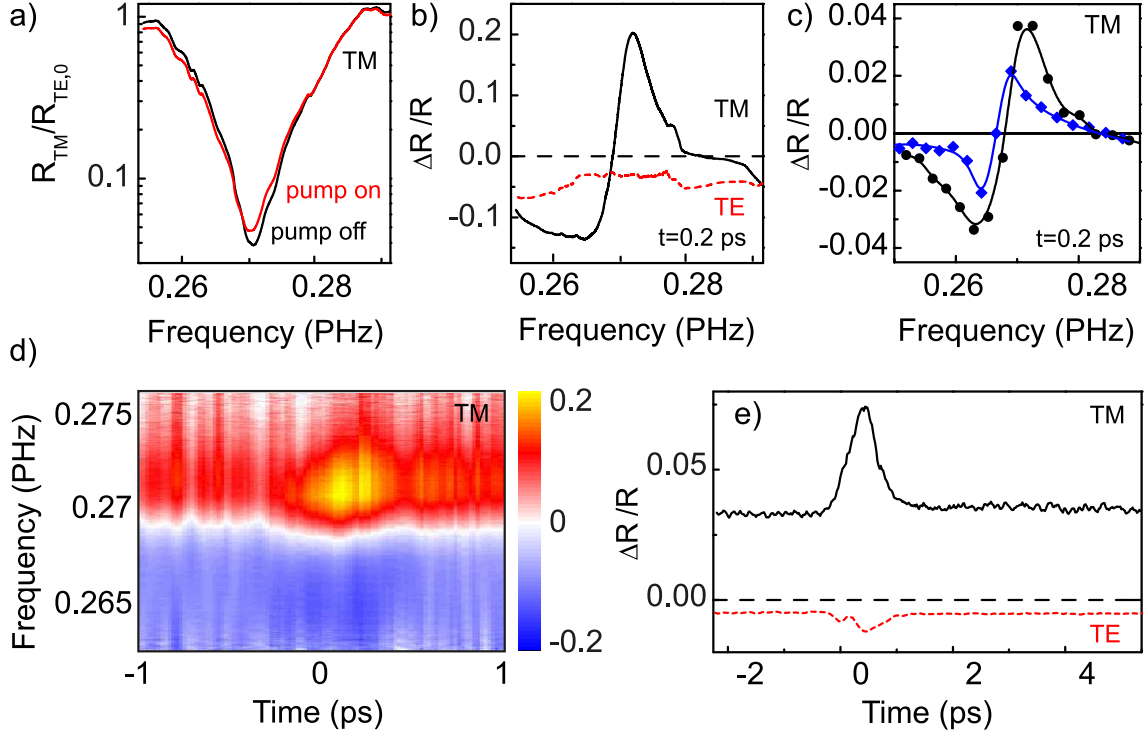 a)
1
TM
R_TM/R_TE,0
0.1
pump on
pump off
0.26
0.28
Frequency (PHz)
b)
0.2
0.1
0.0
-0.1
ΔR/R
TM
TE
t=0.2 ps
0.26
0.28
Frequency (PHz)
c)
TM
0.04
0.02
0.00
-0.02
-0.04
ΔR/R
t=0.2 ps
0.26
0.28
Frequency (PHz)
d)
0.275
0.27
0.265
Frequency (PHz)
TM
0.2
0
-0.2
-1
0
1
Time (ps)
e)
TM
0.05
0.00
ΔR/R
TE
-2
0
2
4
Time (ps)